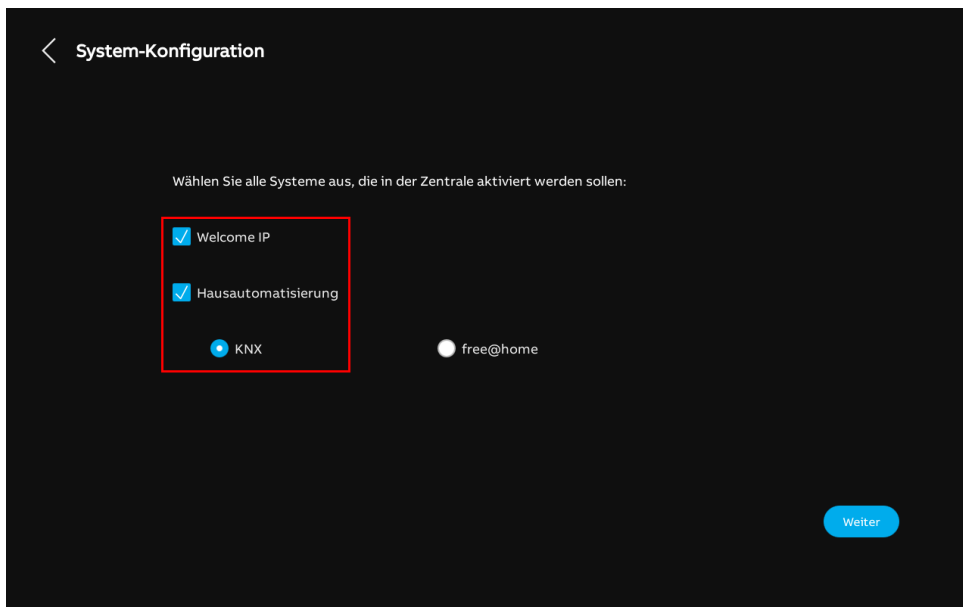 System-Konfiguration
Wählen Sie alle Systeme aus, die in der Zentrale aktiviert werden sollen:
Welcome IP
Hausautomatisierung
KNX free@home
Weiter